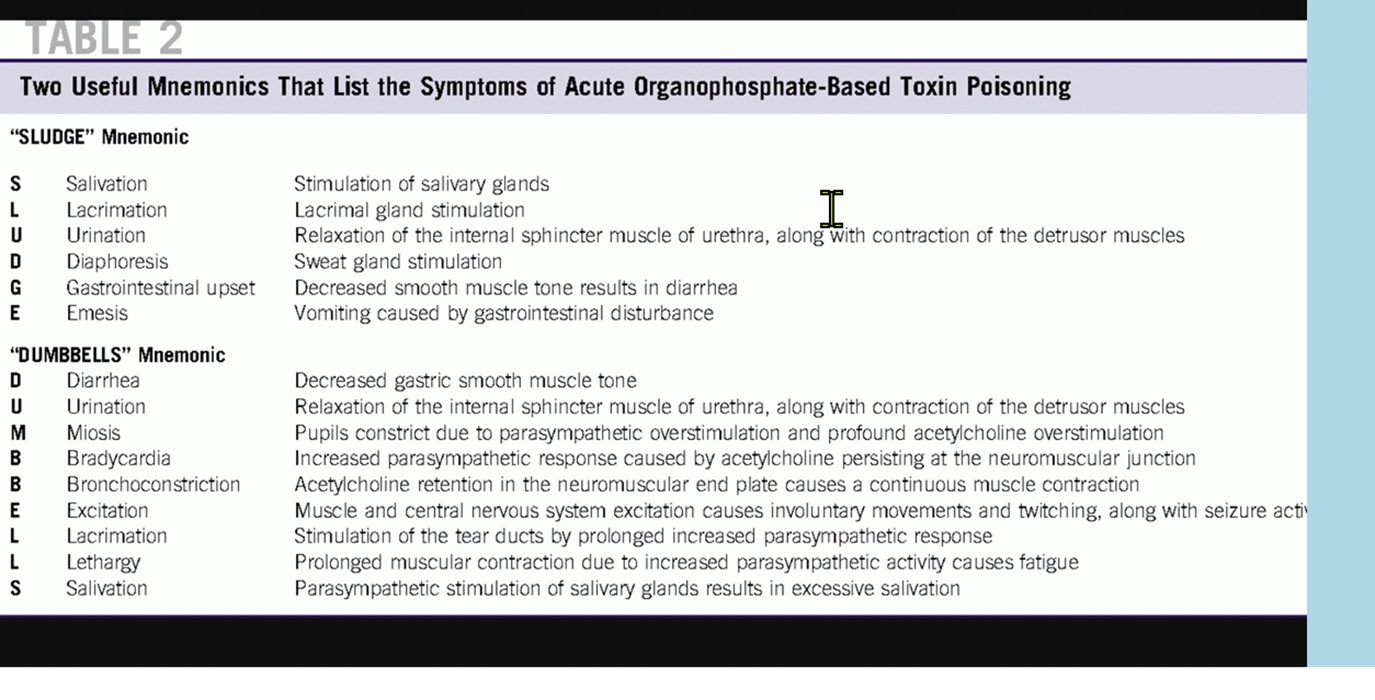 TABLE 2
Two Useful Mnemonics That List the Symptoms of Acute Organophosphate-Based Toxin Poisoning
“SLUDGE” Mnemonic
S Salivation Stimulation of salivary glands
L Lacrimation Lacrimal gland stimulation
U Urination Relaxation of the internal sphincter muscle of urethra, along with contraction of the detrusor muscles
D Diaphoresis Sweat gland stimulation
G Gastrointestinal upset Decreased smooth muscle tone results in diarrhea
E Emesis Vomiting caused by gastrointestinal disturbance
“DUMBBELLS” Mnemonic
D Diarrhea Decreased gastric smooth muscle tone
U Urination Relaxation of the internal sphincter muscle of urethra, along with contraction of the detrusor muscles
M Miosis Pupils constrict due to parasympathetic overstimulation and profound acetylcholine overstimulation
B Bradycardia Increased parasympathetic response caused by acetylcholine persisting at the neuromuscular junction
B Bronchoconstriction Acetylcholine retention in the neuromuscular end plate causes a continuous muscle contraction
E Excitation Muscle and central nervous system excitation causes involuntary movements and twitching, along with seizure
L Lacrimation Stimulation of the tear ducts by prolonged increased parasympathetic response
L Lethargy Prolonged muscular contraction due to increased parasympathetic activity causes fatigue
S Salivation Parasympathetic stimulation of salivary glands results in excessive salivation